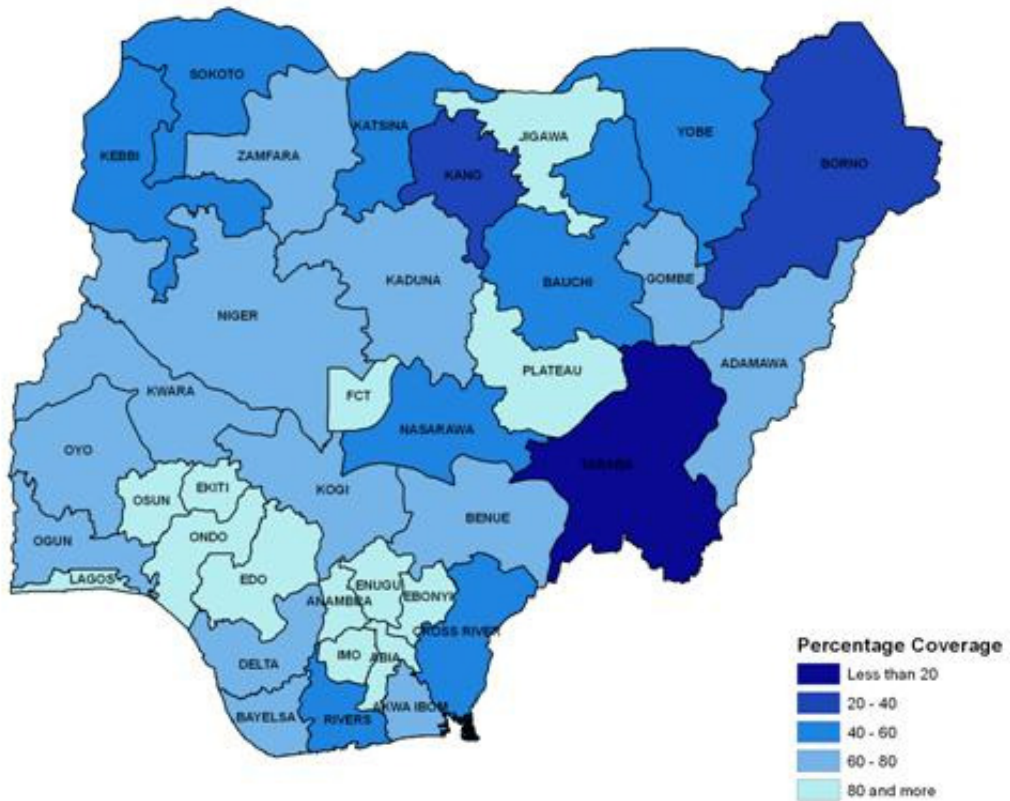 SOKOTO
KATSINA
JIGAWA
YOBE
BORNO
KEBBI
ZAMFARA
KANO
KADUNA
BAUCHI
GOMBE
NIGER
ADAMAWA
PLATEAU
FCT
KWARA
NASARAWA
OYO
TARABA
KOGI
OSUN
EKITI
BENUE
OGUN
ONDO
LAGOS
EDO
ENUGU
ANAMBRA
EBONYI
CROSS RIVER
IMO
ABIA
DELTA
AKWA IBOM
BAYELSA
RIVERS
Percentage Coverage
Less than 20
20 - 40
40 - 60
60 - 80
80 and more